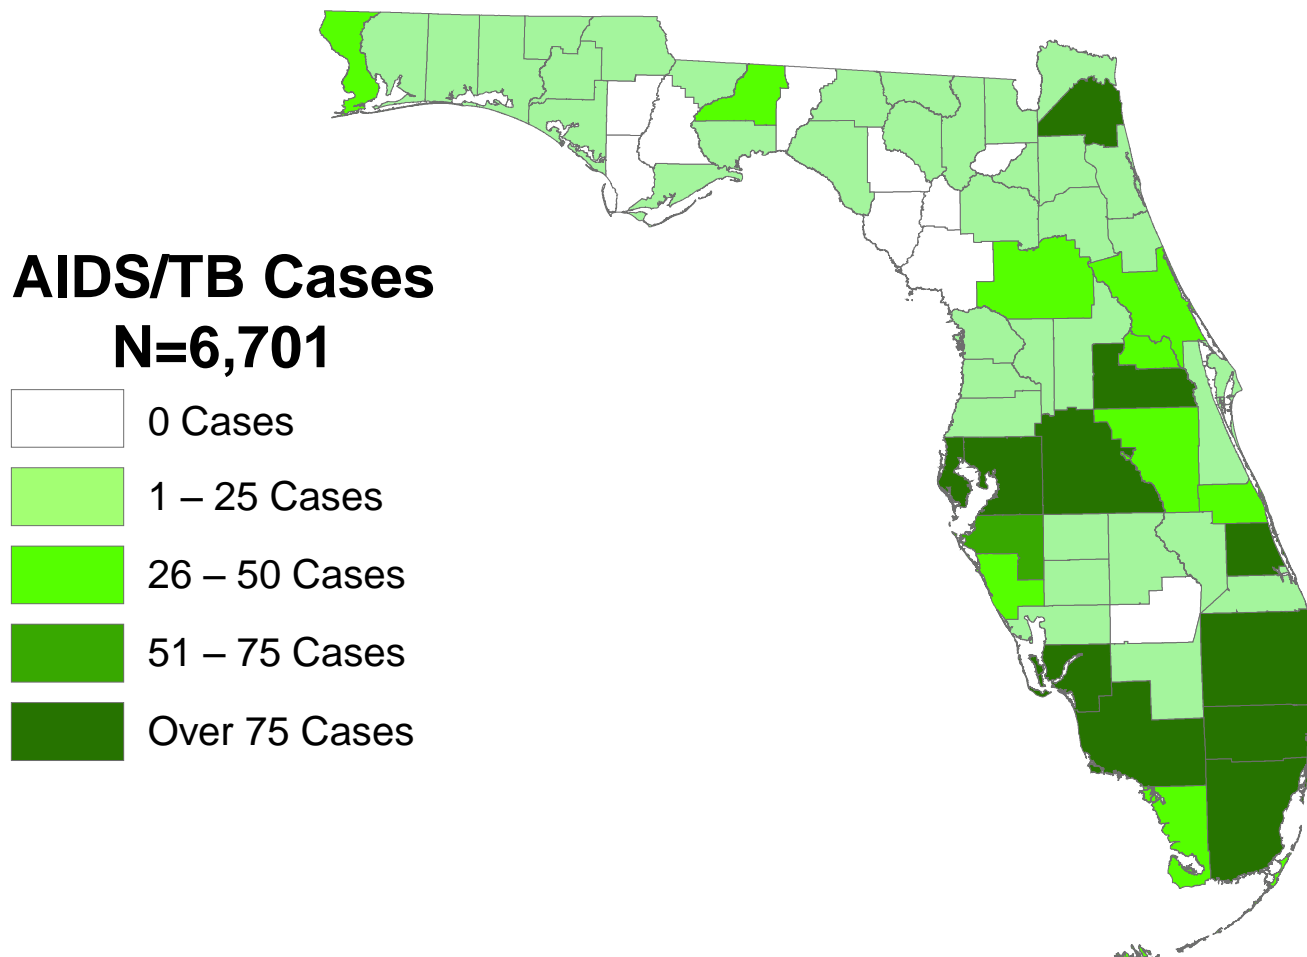 AIDS/TB Cases
N=6,701
0 Cases
1 – 25 Cases
26 – 50 Cases
51 – 75 Cases
Over 75 Cases